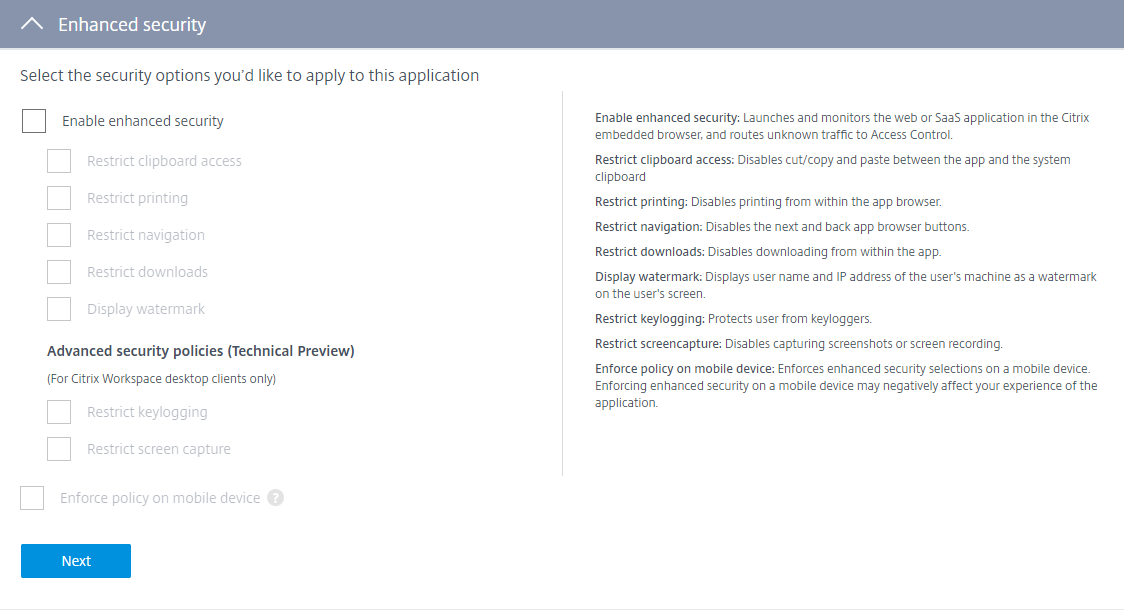 Enhanced security
Select the security options you'd like to apply to this application
Enable enhanced security
Restrict clipboard access
Restrict printing
Restrict navigation
Restrict downloads
Display watermark
Advanced security policies (Technical Preview)
(For Citrix Workspace desktop clients only)
Restrict keylogging
Restrict screen capture
Enforce policy on mobile device ?
Next
Enable enhanced security: Launches and monitors the web or SaaS application in the Citrix
embedded browser, and routes unknown traffic to Access Control.
Restrict clipboard access: Disables cut/copy and paste between the app and the system
clipboard
Restrict printing: Disables printing from within the app browser.
Restrict navigation: Disables the next and back app browser buttons.
Restrict downloads: Disables downloading from within the app.
Display watermark: Displays user name and IP address of the user's machine as a watermark
on the user's screen.
Restrict keylogging: Protects user from keyloggers.
Restrict screencapture: Disables capturing screenshots or screen recording.
Enforce policy on mobile device: Enforces enhanced security selections on a mobile device.
Enforcing enhanced security on a mobile device may negatively affect your experience of the
application.